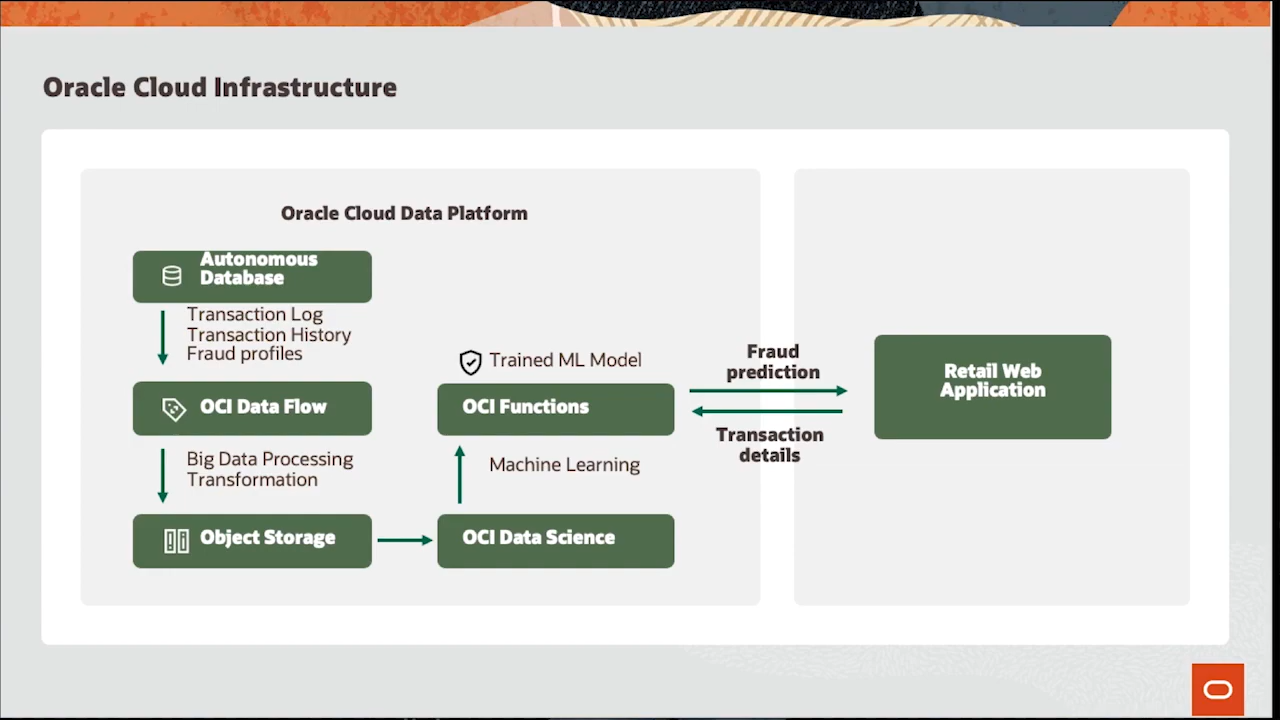 Oracle Cloud Infrastructure
Oracle Cloud Data Platform
Autonomous
Database
Transaction Log
Transaction History
Fraud profiles
OCI Data Flow
Big Data Processing
Transformation
Object Storage
Trained ML Model
OCI Functions
Machine Learning
OCI Data Science
Fraud
prediction
Transaction
details
Retail Web
Application